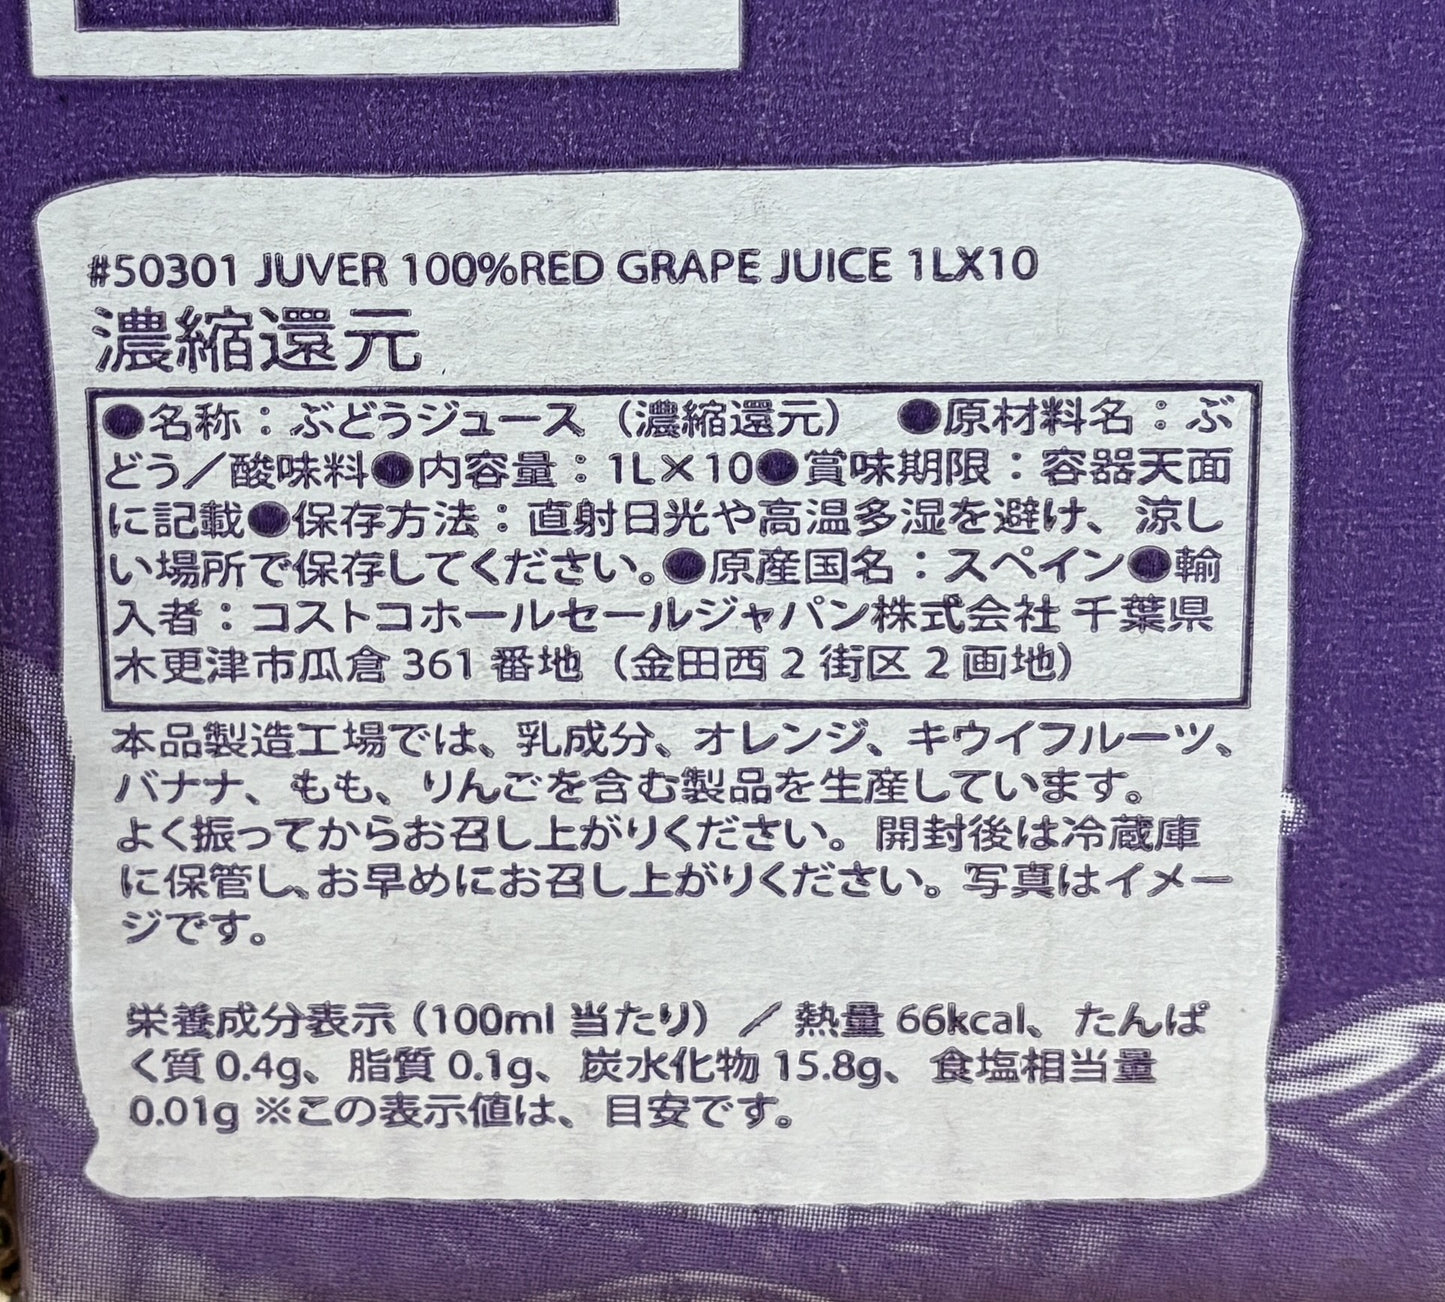 #50301 JUVER 100%RED GRAPE JUICE 1LX10
濃縮還元
●名称：ぶどうジュース（濃縮還元）　●原材料名：ぶ
どう／酸味料●内容量：1L×10●賞味期限：容器天面
に記載●保存方法：直射日光や高温多湿を避け、涼し
い場所で保存してください。●原産国名：スペイン●輸
入者：コストコホールセールジャパン株式会社 千葉県
木更津市瓜倉 361 番地（金田西 2 街区 2 画地）
本品製造工場では、乳成分、オレンジ、キウイフルーツ、
バナナ、もも、りんごを含む製品を生産しています。
よく振ってからお召し上がりください。開封後は冷蔵庫
に保管し、お早めにお召し上がりください。写真はイメー
ジです。
栄養成分表示（100ml 当たり）／熱量 66kcal、たんぱ
く質 0.4g、脂質 0.1g、炭水化物 15.8g、食塩相当量
0.01g ※この表示値は、目安です。